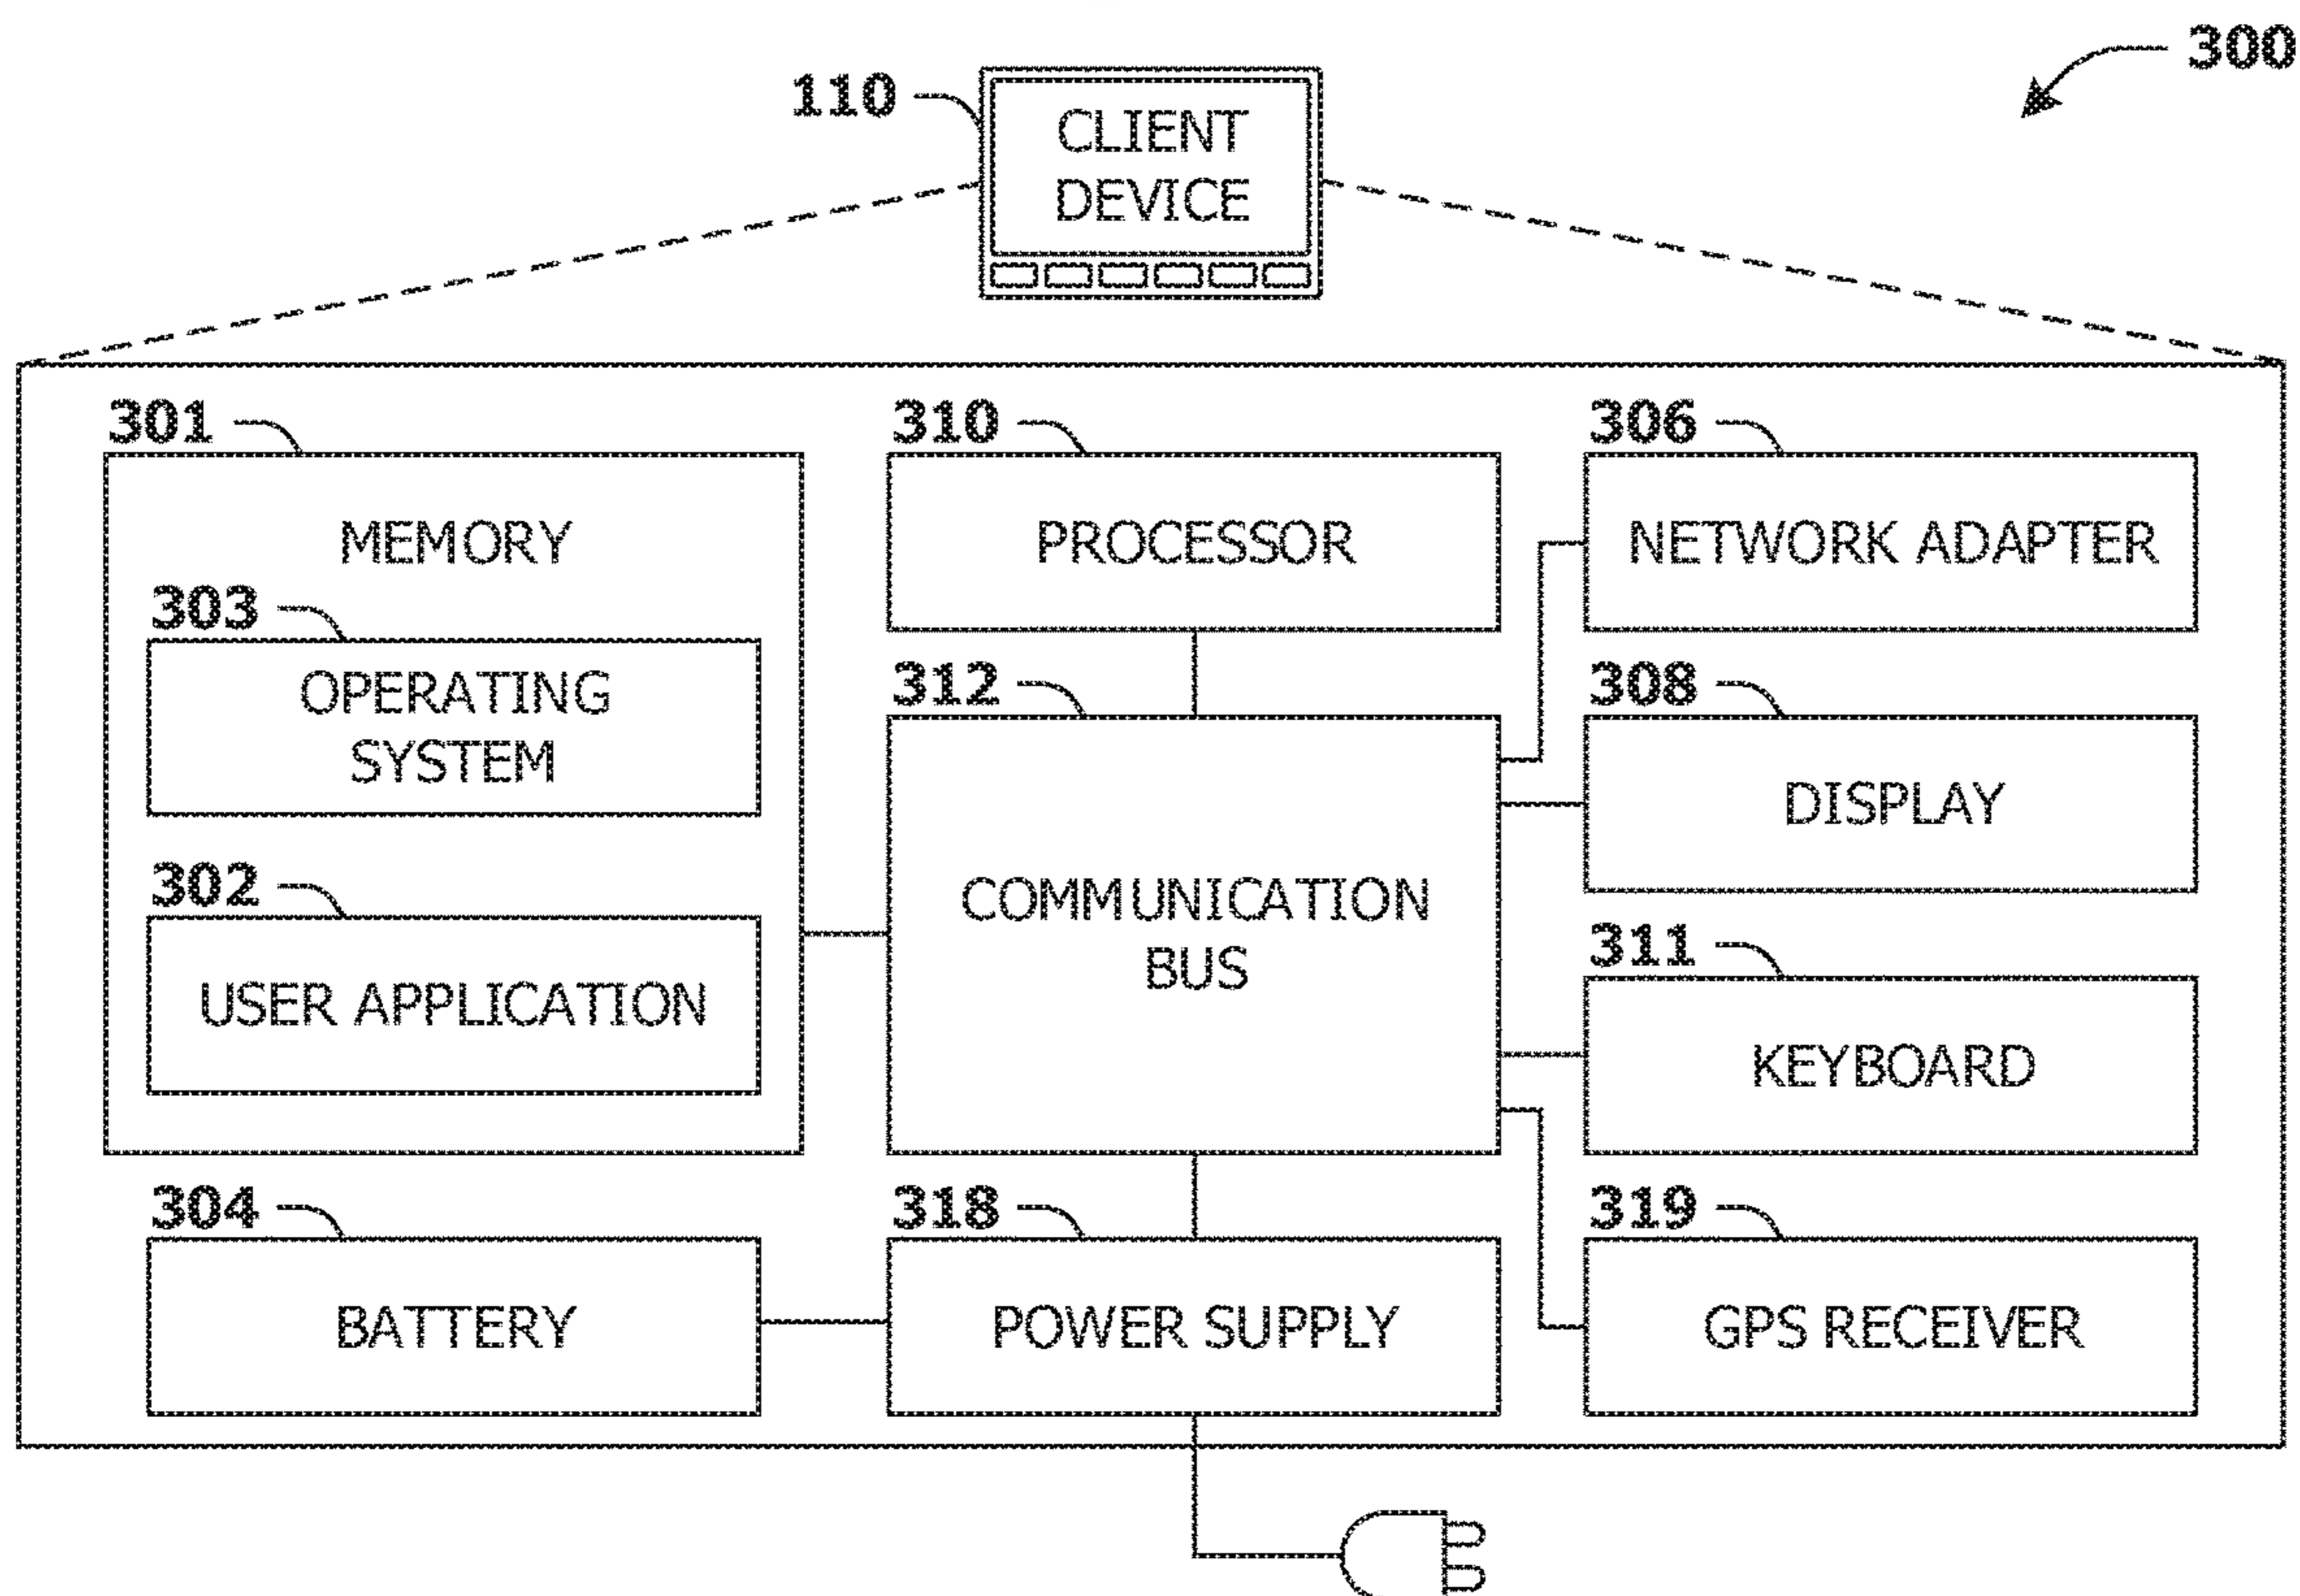 300
110
CLIENT
DEVICE
301
MEMORY
303
OPERATING
SYSTEM
302
USER APPLICATION
304
BATTERY
310
PROCESSOR
312
COMMUNICATION
BUS
318
POWER SUPPLY
306
NETWORK ADAPTER
308
DISPLAY
311
KEYBOARD
319
GPS RECEIVER